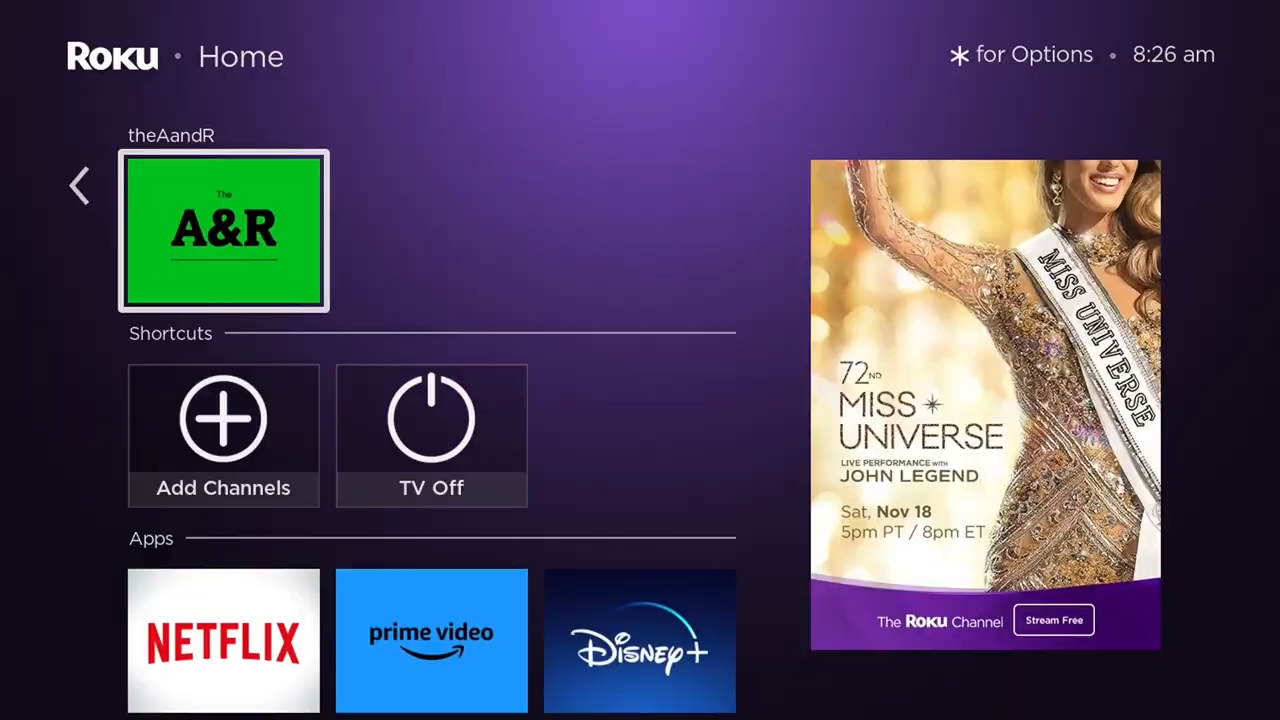 Roku • Home
* for Options • 8:26 am
theAandR
The
A&R
Shortcuts
Add Channels
TV Off
Apps
NETFLIX
prime video
Disney+
MISS UNIVERSE
72ND
MISS
UNIVERSE
LIVE PERFORMANCE WITH
JOHN LEGEND
Sat, Nov 18
5pm PT / 8pm ET
The Roku Channel
Stream Free